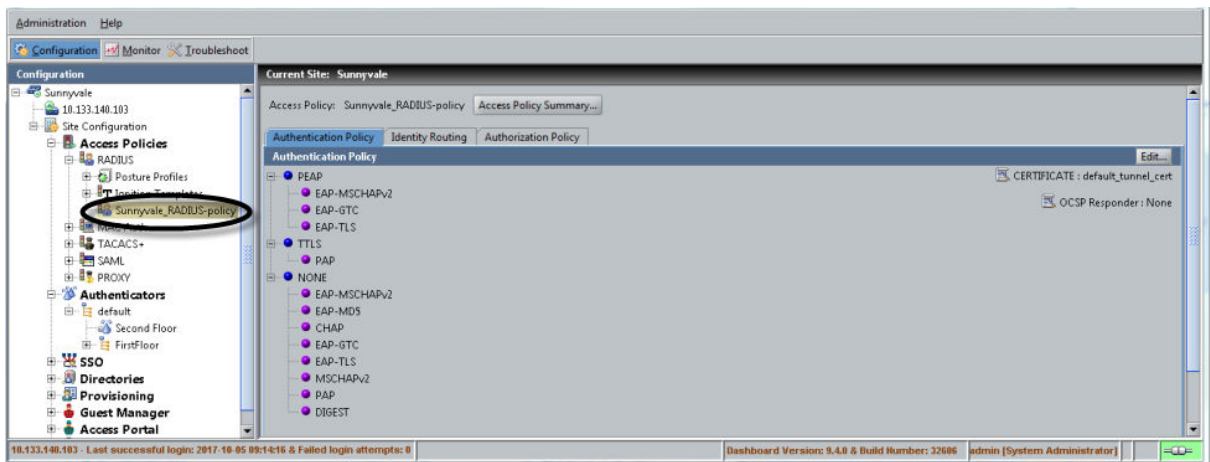 Administration Help
Configuration Monitor Troubleshoot
Configuration
Sunnyvale
10.133.140.103
Site Configuration
Access Policies
RADIUS
Posture Profiles
Ignition Templates
Sunnyvale_RADIUS-policy
MAC Auth
TACACS+
SAML
PROXY
Authenticators
default
Second Floor
FirstFloor
SSO
Directories
Provisioning
Guest Manager
Access Portal
Current Site: Sunnyvale
Access Policy: Sunnyvale_RADIUS-policy Access Policy Summary...
Authentication Policy Identity Routing Authorization Policy
Authentication Policy Edit...
PEAP
EAP-MSCHAPv2
EAP-GTC
EAP-TLS
TTLS
PAP
NONE
EAP-MSCHAPv2
EAP-MD5
CHAP
EAP-GTC
EAP-TLS
MSCHAPv2
PAP
DIGEST
CERTIFICATE : default_tunnel_cert
OCSP Responder : None
10.133.140.103 - Last successful login: 2017-10-05 09:14:16 & Failed login attempts: 0 Dashboard Version: 9.4.0 & Build Number: 32606 admin [System Administrator]